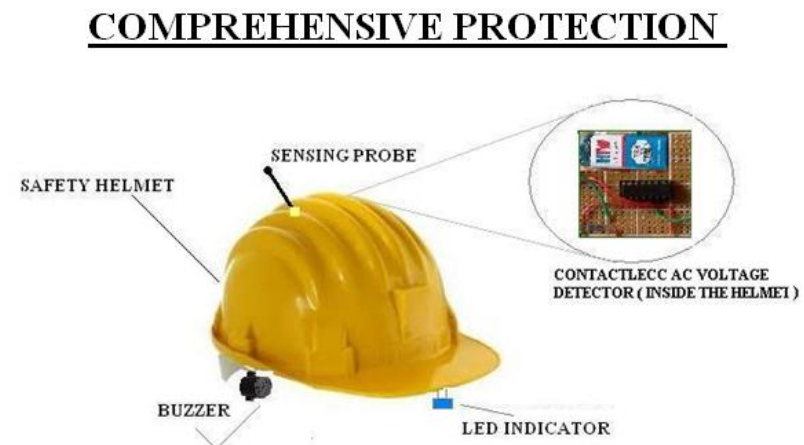 COMPREHENSIVE PROTECTION
SENSING PROBE
SAFETY HELMET
CONTACTLECC AC VOLTAGE
DETECTOR ( INSIDE THE HELMET )
BUZZER
LED INDICATOR